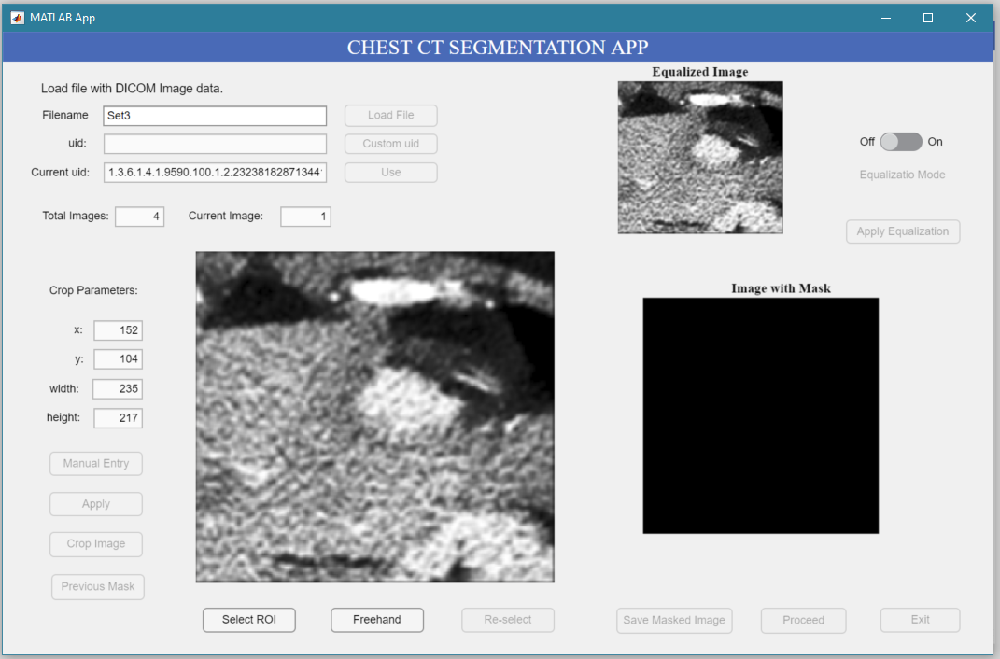 MATLAB App
CHEST CT SEGMENTATION APP
Load file with DICOM Image data.
Filename Set3 Load File
uid: Custom uid
Current uid: 1.3.6.1.4.1.9590.100.1.2.23238182871344 Use
Total Images: 4 Current Image: 1
Equalized Image
Off On
Equalizatio Mode
Apply Equalization
Crop Parameters:
x: 152
y: 104
width: 235
height: 217
Manual Entry
Apply
Crop Image
Previous Mask
Image with Mask
Select ROI Freehand Re-select Save Masked Image Proceed Exit